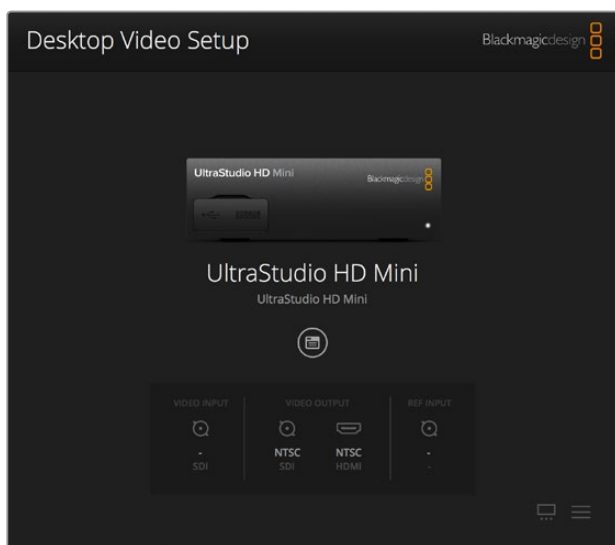 Desktop Video Setup
Blackmagicdesign
UltraStudio HD Mini
Blackmagicdesign
UltraStudio HD Mini
UltraStudio HD Mini
VIDEO INPUT VIDEO OUTPUT REF INPUT
- NTSC NTSC -
SDI SDI HDMI -